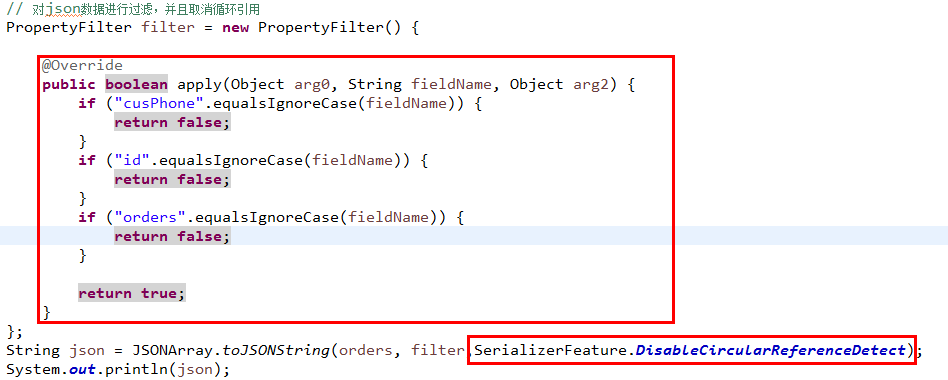 // 对json数据进行过滤，并且取消循环引用
PropertyFilter filter = new PropertyFilter() {
@Override
public boolean apply(Object arg0, String fieldName, Object arg2) {
if ("cusPhone".equalsIgnoreCase(fieldName)) {
return false;
}
if ("id".equalsIgnoreCase(fieldName)) {
return false;
}
if ("orders".equalsIgnoreCase(fieldName)) {
return false;
}
return true;
}
};
String json = JSONArray.toJSONString(orders, filter,SerializerFeature.DisableCircularReferenceDetect);
System.out.println(json);